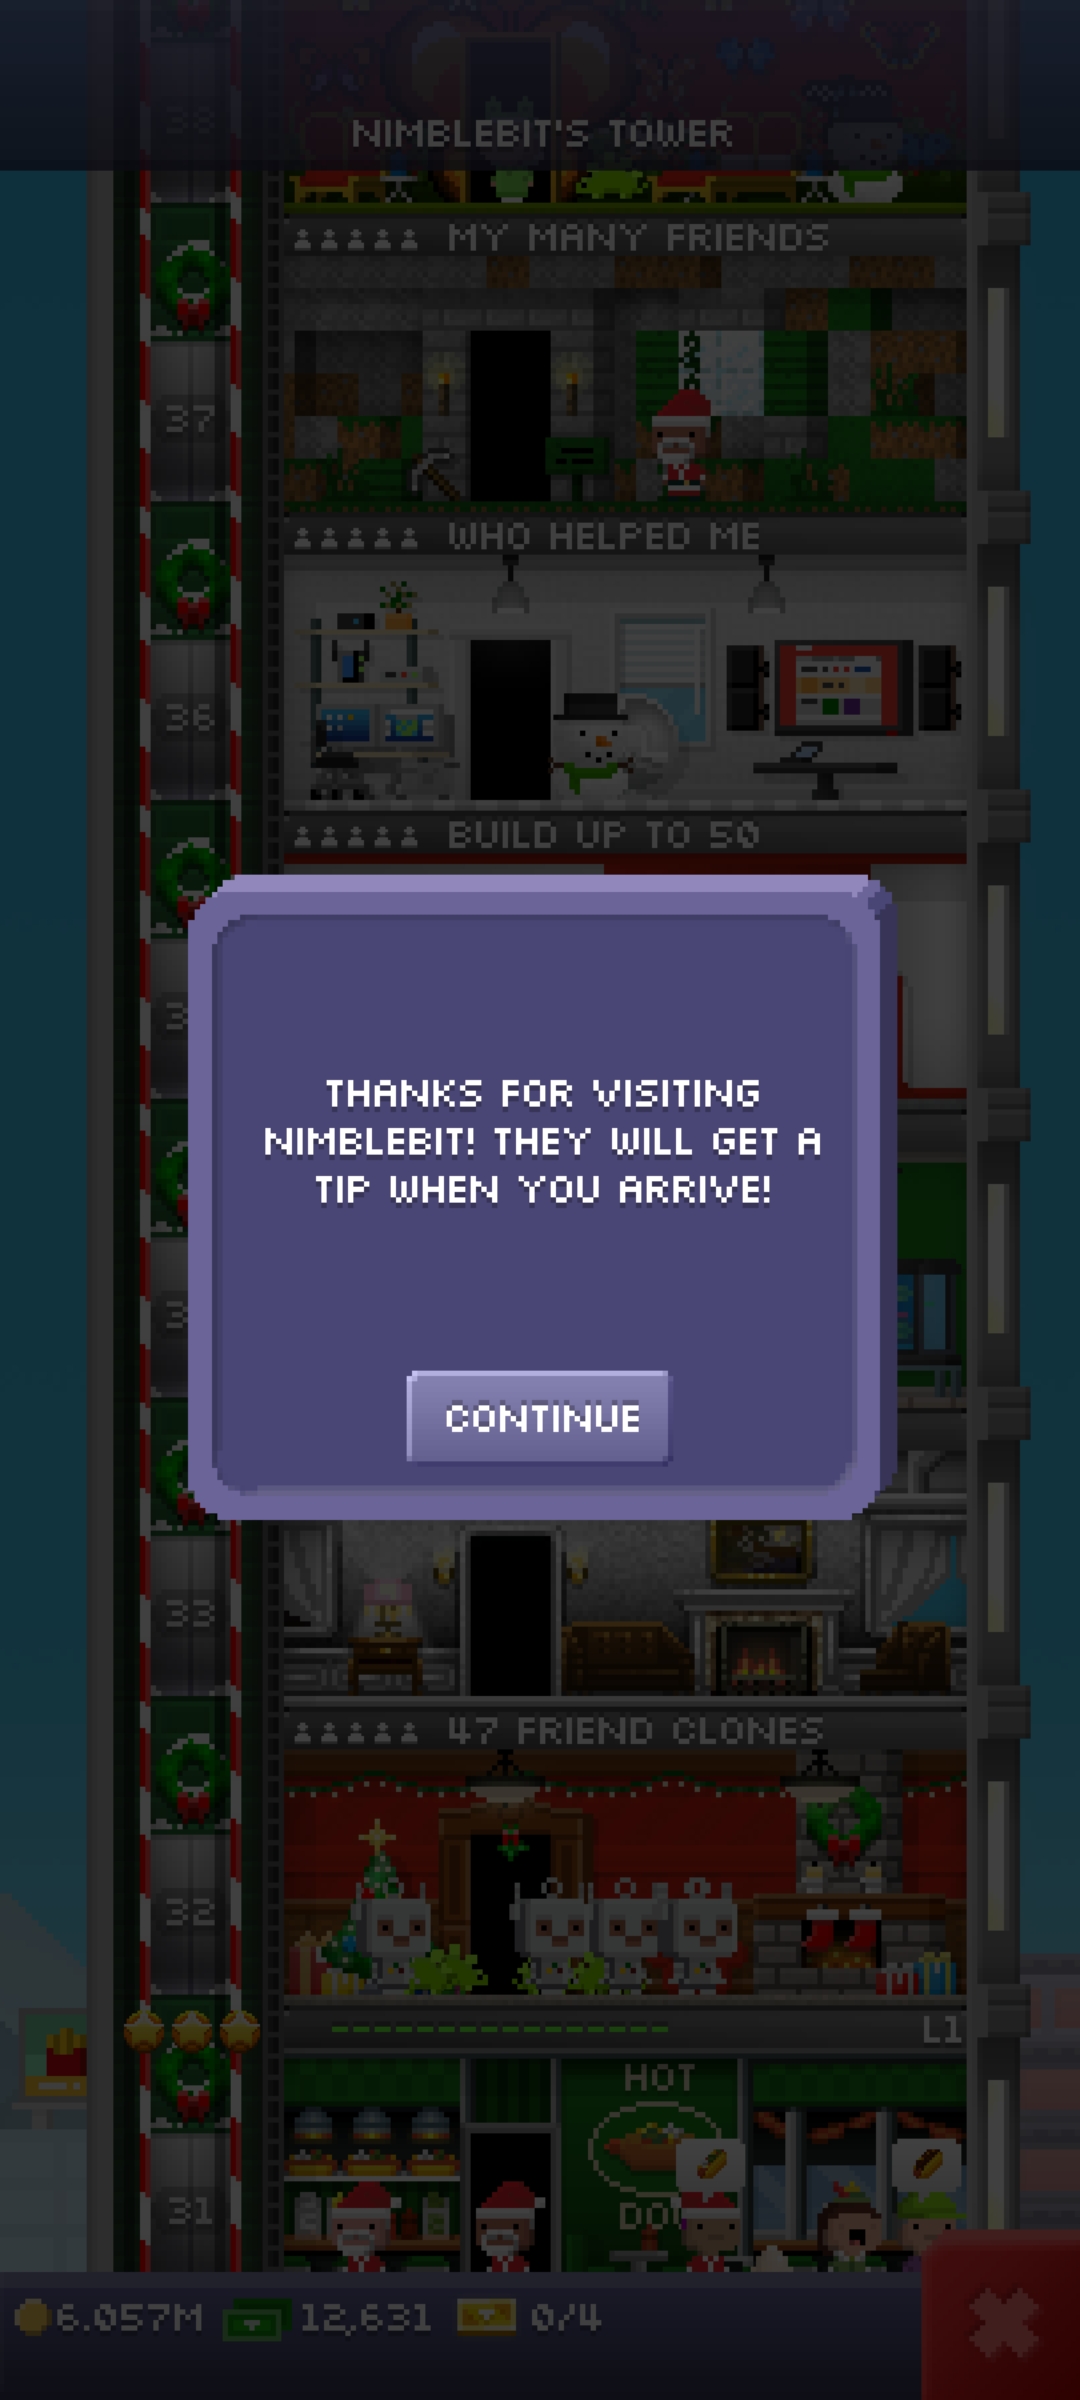 38
NIMBLEBIT'S TOWER
MY MANY FRIENDS
37
WHO HELPED ME
36
BUILD UP TO 50
THANKS FOR VISITING
NIMBLEBIT! THEY WILL GET A
TIP WHEN YOU ARRIVE!
CONTINUE
33
47 FRIEND CLONES
32
L1
HOT
31
6.057M
12,631
0/4